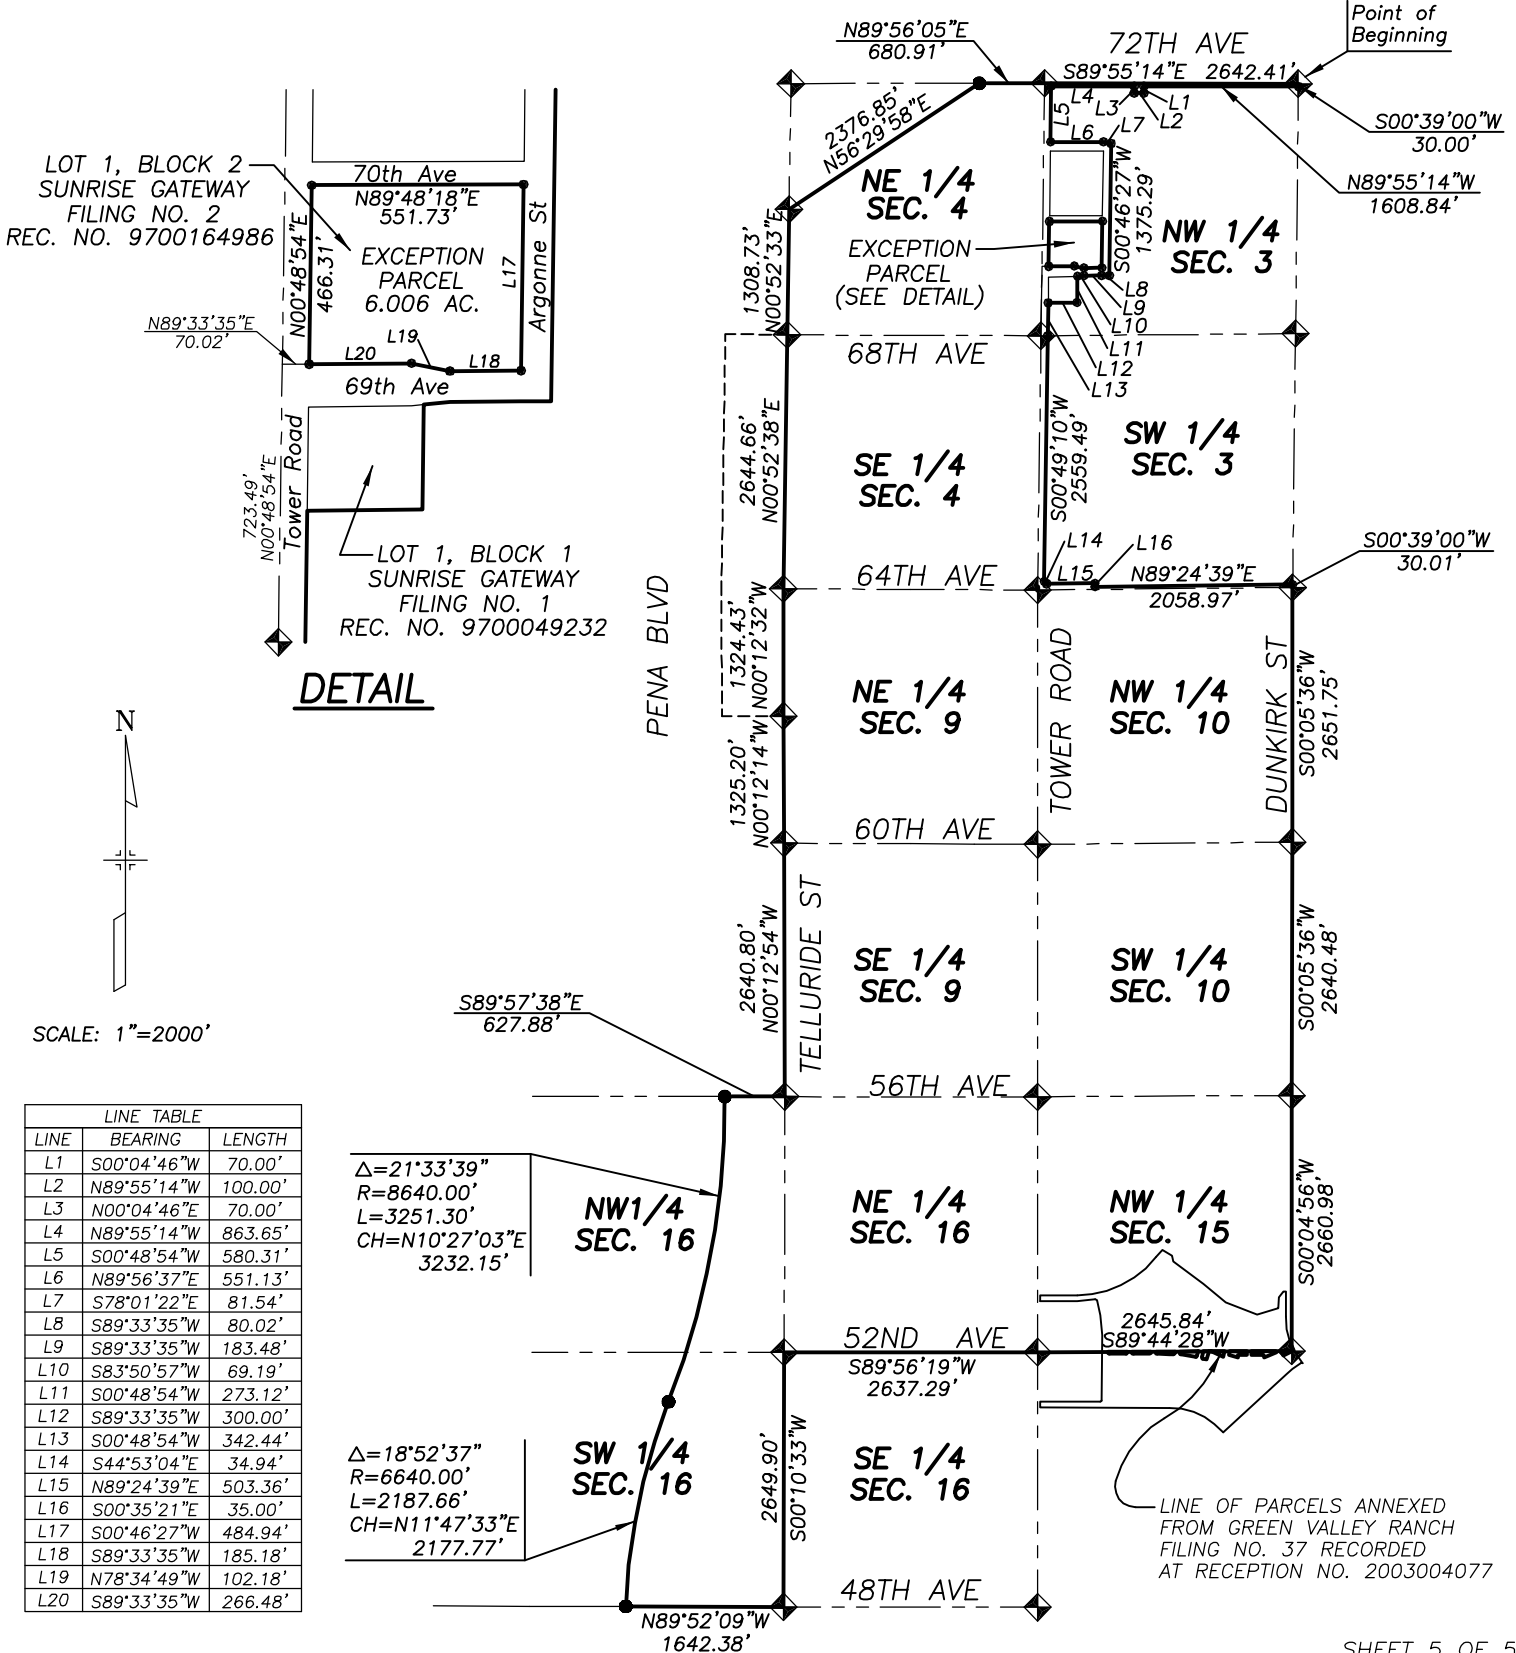 Point of
Beginning
N89°56'05"E
680.91'
72TH AVE
S89°55'14"E 2642.41'
L4
L3
L1
L2
L5
L6
L7
S00°39'00"W
30.00'
N89°55'14"W
1608.84'
2376.85'
N56°29'58"E
NE 1/4
SEC. 4
S00°46'27"W
1375.29'
NW 1/4
SEC. 3
EXCEPTION
PARCEL
(SEE DETAIL)
1308.73'
N00°52'33"E
L8
L9
L10
L11
L12
L13
68TH AVE
LOT 1, BLOCK 2
SUNRISE GATEWAY
FILING NO. 2
REC. NO. 9700164986
70th Ave
N89°48'18"E
551.73'
N00°48'54"E
466.31'
EXCEPTION
PARCEL
6.006 AC.
L17
Argonne St
N89°33'35"E
70.02'
L19
L20
L18
69th Ave
723.49'
N00°48'54"E
Tower Road
LOT 1, BLOCK 1
SUNRISE GATEWAY
FILING NO. 1
REC. NO. 9700049232
DETAIL
2644.66'
N00°52'38"E
SE 1/4
SEC. 4
S00°49'10"W
2559.49'
SW 1/4
SEC. 3
L14
L16
L15
64TH AVE
N89°24'39"E
2058.97'
S00°39'00"W
30.01'
PENA BLVD
1324.43'
N00°12'32"W
NE 1/4
SEC. 9
TOWER ROAD
NW 1/4
SEC. 10
DUNKIRK ST
S00°05'36"W
2651.75'
1325.20'
N00°12'14"W
60TH AVE
N
SCALE: 1"=2000'
2640.80'
N00°12'54"W
TELLURIDE ST
SE 1/4
SEC. 9
SW 1/4
SEC. 10
S00°05'36"W
2640.48'
S89°57'38"E
627.88'
56TH AVE
Δ=21°33'39"
R=8640.00'
L=3251.30'
CH=N10°27'03"E
3232.15'
NW1/4
SEC. 16
NE 1/4
SEC. 16
NW 1/4
SEC. 15
S00°04'56"W
2660.98'
2645.84'
S89°44'28"W
52ND AVE
S89°56'19"W
2637.29'
Δ=18°52'37"
R=6640.00'
L=2187.66'
CH=N11°47'33"E
2177.77'
SW 1/4
SEC. 16
2649.90'
S00°10'33"W
SE 1/4
SEC. 16
LINE OF PARCELS ANNEXED
FROM GREEN VALLEY RANCH
FILING NO. 37 RECORDED
AT RECEPTION NO. 2003004077
48TH AVE
N89°52'09"W
1642.38'
LINE TABLE
LINE BEARING LENGTH
L1 S00°04'46"W 70.00'
L2 N89°55'14"W 100.00'
L3 N00°04'46"E 70.00'
L4 N89°55'14"W 863.65'
L5 S00°48'54"W 580.31'
L6 N89°56'37"E 551.13'
L7 S78°01'22"E 81.54'
L8 S89°33'35"W 80.02'
L9 S89°33'35"W 183.48'
L10 S83°50'57"W 69.19'
L11 S00°48'54"W 273.12'
L12 S89°33'35"W 300.00'
L13 S00°48'54"W 342.44'
L14 S44°53'04"E 34.94'
L15 N89°24'39"E 503.36'
L16 S00°35'21"E 35.00'
L17 S00°46'27"W 484.94'
L18 S89°33'35"W 185.18'
L19 N78°34'49"W 102.18'
L20 S89°33'35"W 266.48'
SHEET 5 OF 5